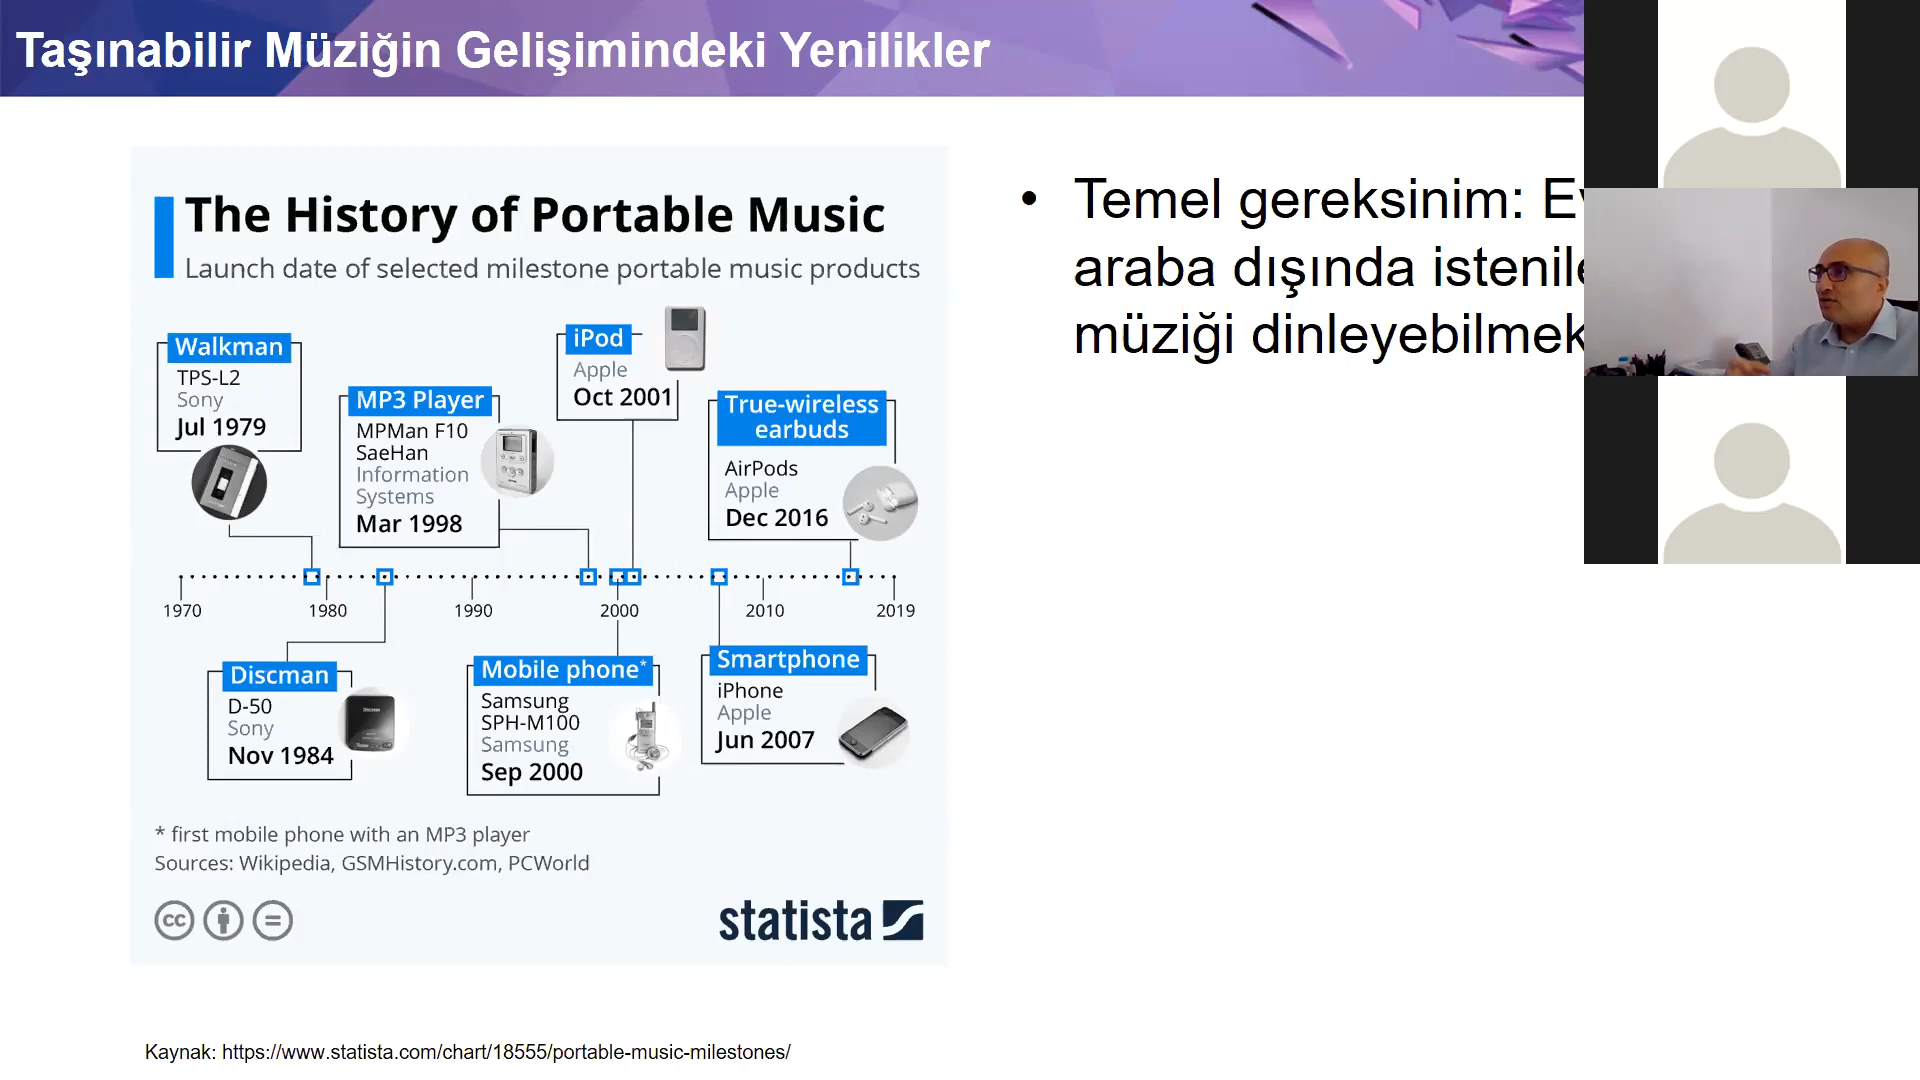 Taşınabilir Müziğin Gelişimindeki Yenilikler
The History of Portable Music
Launch date of selected milestone portable music products
Walkman
TPS-L2
Sony
Jul 1979
MP3 Player
MPMan F10
SaeHan
Information
Systems
Mar 1998
iPod
Apple
Oct 2001
True-wireless
earbuds
AirPods
Apple
Dec 2016
1970 1980 1990 2000 2010 2019
Discman
D-50
Sony
Nov 1984
Mobile phone*
Samsung
SPH-M100
Samsung
Sep 2000
Smartphone
iPhone
Apple
Jun 2007
* first mobile phone with an MP3 player
Sources: Wikipedia, GSMHistory.com, PCWorld
cc
statista
• Temel gereksinim:
araba dışında
müziği dinleyebilmek
Kaynak: https://www.statista.com/chart/18555/portable-music-milestones/